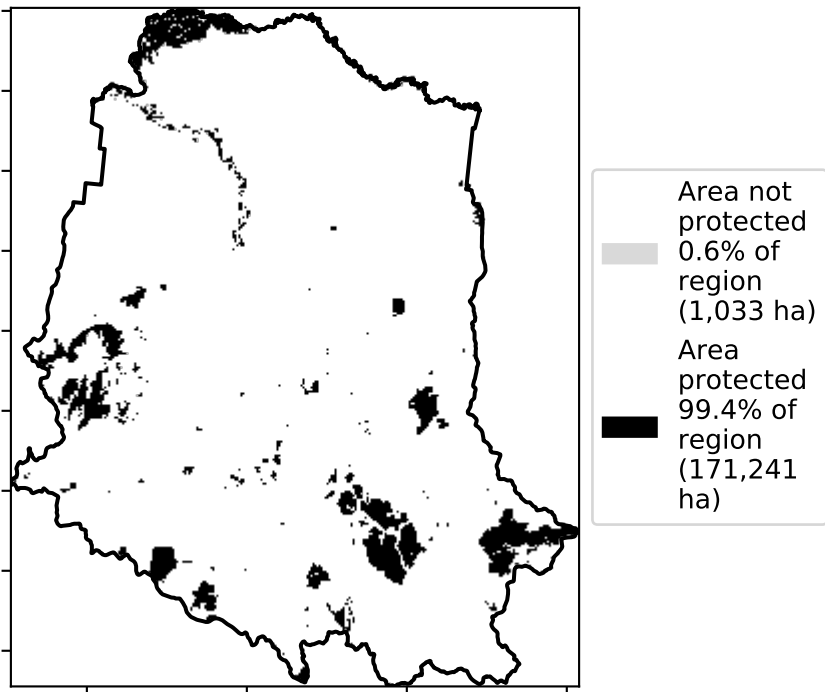 Area not
protected
0.6% of
region
(1,033 ha)
Area
protected
99.4% of
region
(171,241
ha)